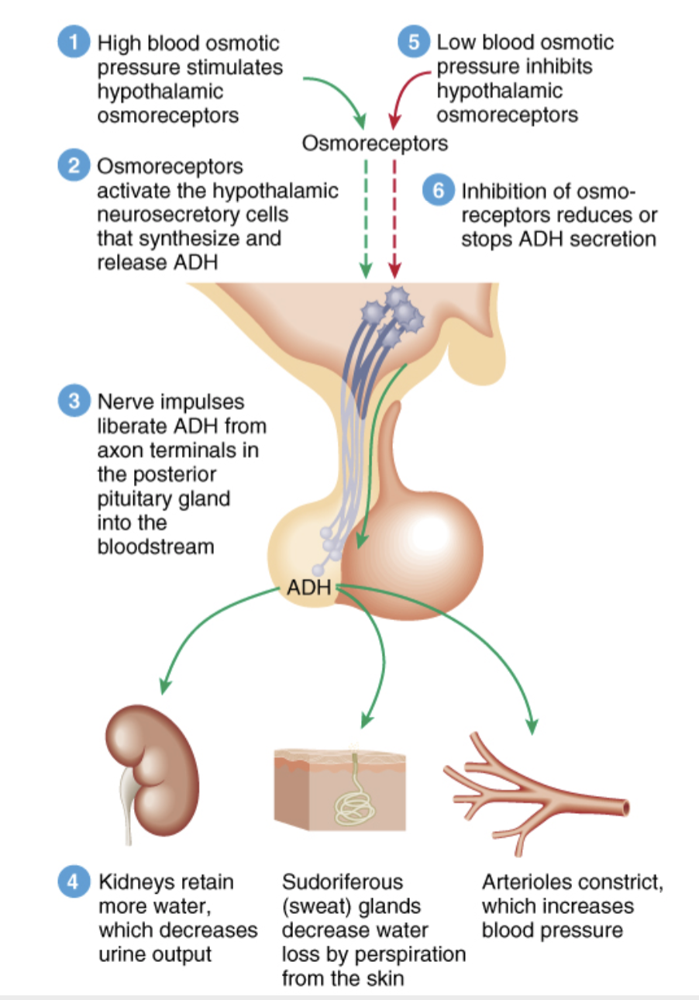 1 High blood osmotic
pressure stimulates
hypothalamic
osmoreceptors
5 Low blood osmotic
pressure inhibits
hypothalamic
osmoreceptors
Osmoreceptors
2 Osmoreceptors
activate the hypothalamic
neurosecretory cells
that synthesize and
release ADH
6 Inhibition of osmo-
receptors reduces or
stops ADH secretion
3 Nerve impulses
liberate ADH from
axon terminals in
the posterior
pituitary gland
into the
bloodstream
ADH
4 Kidneys retain
more water,
which decreases
urine output
Sudoriferous
(sweat) glands
decrease water
loss by perspiration
from the skin
Arterioles constrict,
which increases
blood pressure